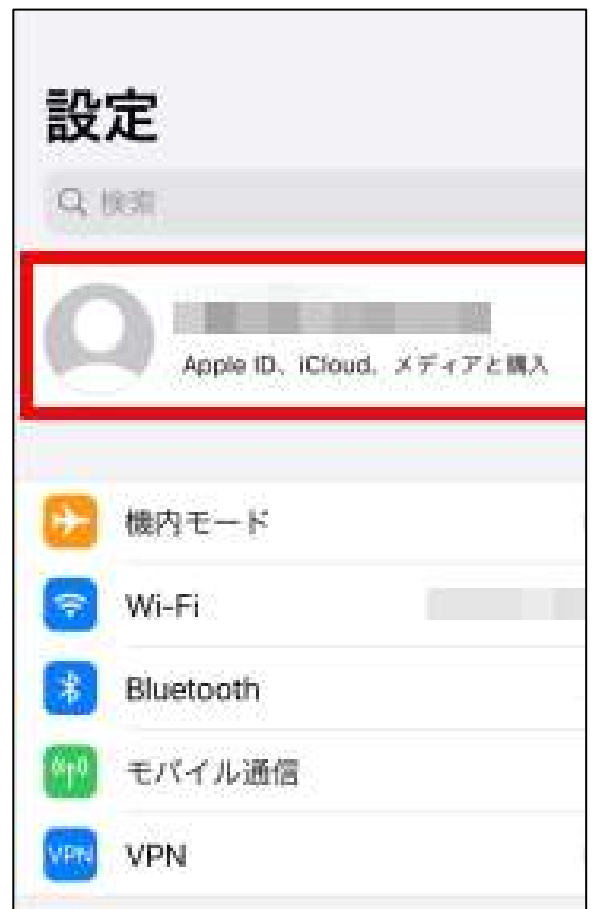 設定
検索
Apple ID、iCloud、メディアと購入
機内モード
Wi-Fi
Bluetooth
モバイル通信
VPN VPN